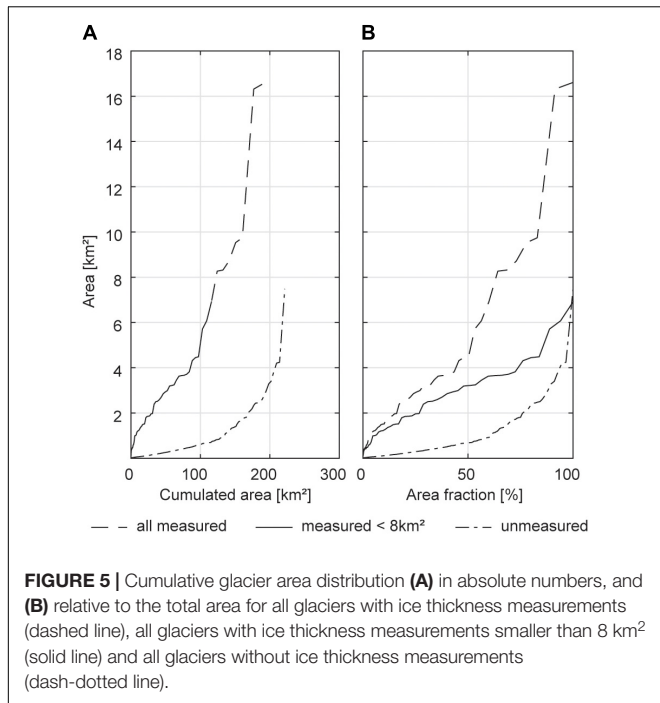 A
B
18
16
14
12
10
8
6
4
2
Area [km²]
0 100 200 300
Cumulated area [km²]
0 50 100
Area fraction [%]
all measured measured < 8km² unmeasured
FIGURE 5 | Cumulative glacier area distribution (A) in absolute numbers, and
(B) relative to the total area for all glaciers with ice thickness measurements
(dashed line), all glaciers with ice thickness measurements smaller than 8 km²
(solid line) and all glaciers without ice thickness measurements
(dash-dotted line).